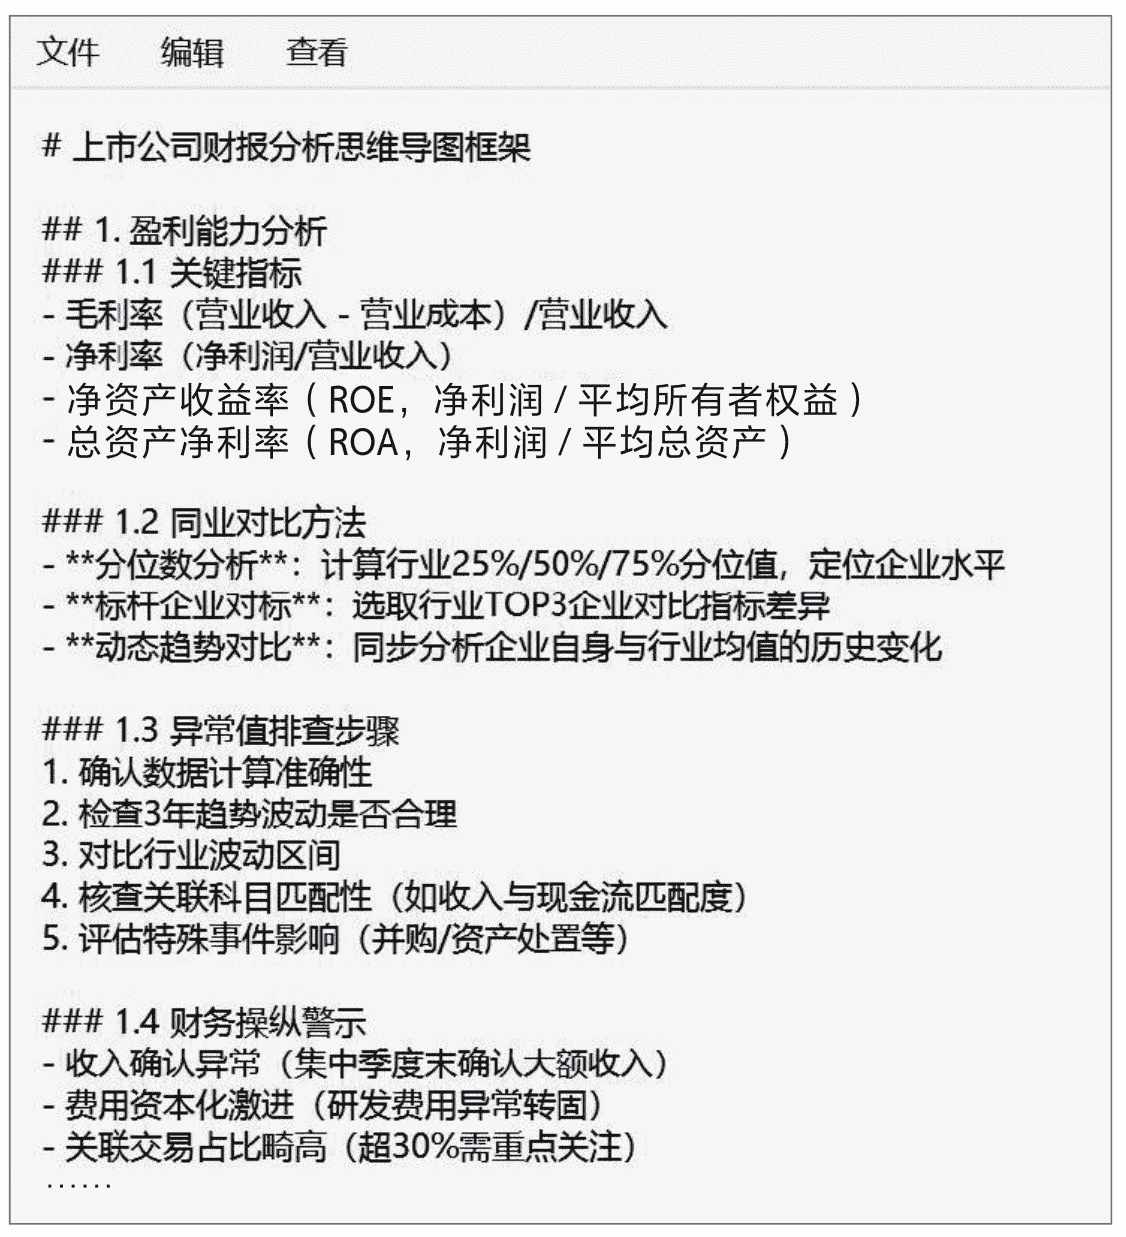 文件 编辑 查看
# 上市公司财报分析思维导图框架
## 1. 盈利能力分析
### 1.1 关键指标
- 毛利率（营业收入 - 营业成本）/营业收入
- 净利率（净利润/营业收入）
- 净资产收益率（ROE，净利润 / 平均所有者权益）
- 总资产净利率（ROA，净利润 / 平均总资产）
### 1.2 同业对比方法
- **分位数分析**：计算行业25%/50%/75%分位值，定位企业水平
- **标杆企业对标**：选取行业TOP3企业对比指标差异
- **动态趋势对比**：同步分析企业自身与行业均值的历史变化
### 1.3 异常值排查步骤
1. 确认数据计算准确性
2. 检查3年趋势波动是否合理
3. 对比行业波动区间
4. 核查关联科目匹配性（如收入与现金流匹配度）
5. 评估特殊事件影响（并购/资产处置等）
### 1.4 财务操纵警示
- 收入确认异常（集中季度末确认大额收入）
- 费用资本化激进（研发费用异常转固）
- 关联交易占比畸高（超30%需重点关注）
······